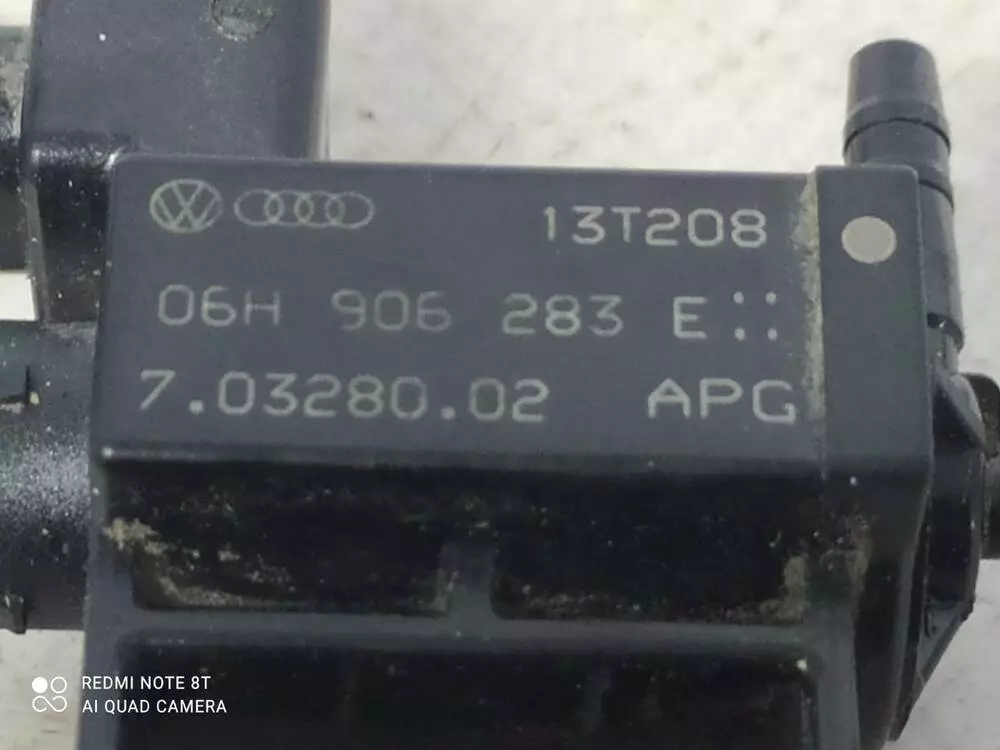 13T208
06H 906 283 E
7.03280.02 APG
REDMI NOTE 8T
AI QUAD CAMERA